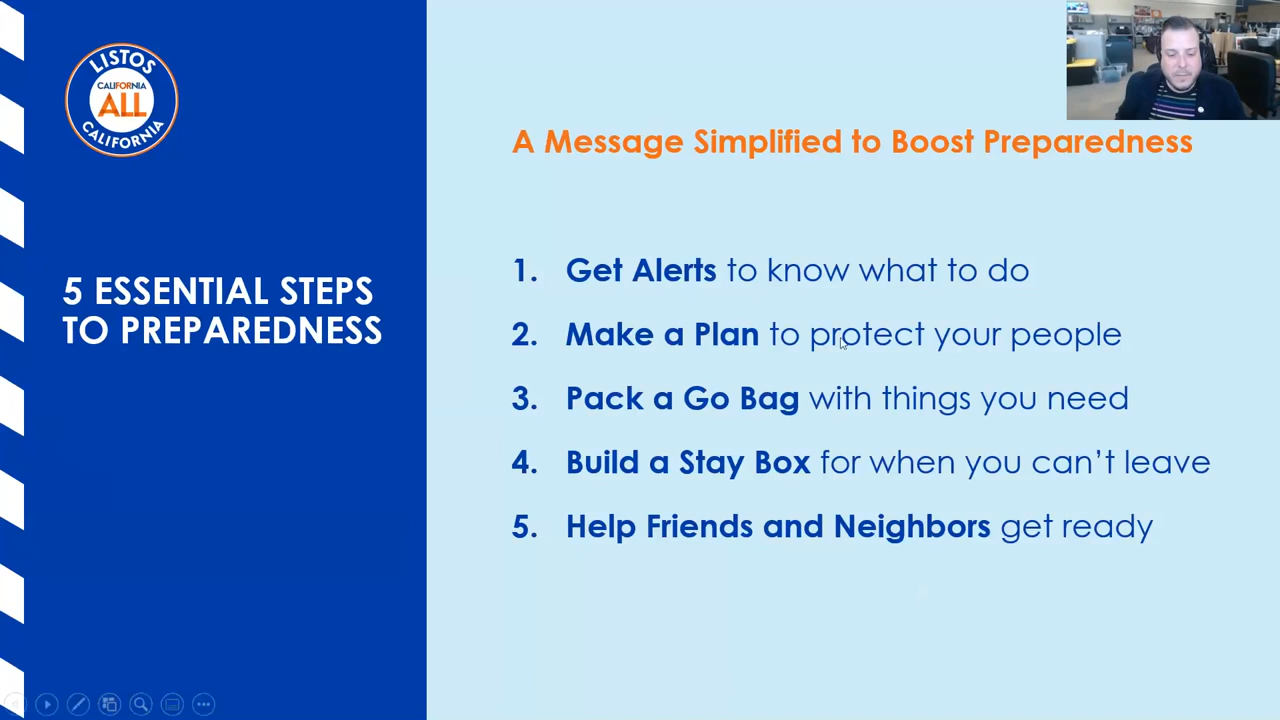 LISTOS
CALIFORNIA
ALL
CALIFORNIA
5 ESSENTIAL STEPS
TO PREPAREDNESS
A Message Simplified to Boost Preparedness
1. Get Alerts to know what to do
2. Make a Plan to protect your people
3. Pack a Go Bag with things you need
4. Build a Stay Box for when you can’t leave
5. Help Friends and Neighbors get ready